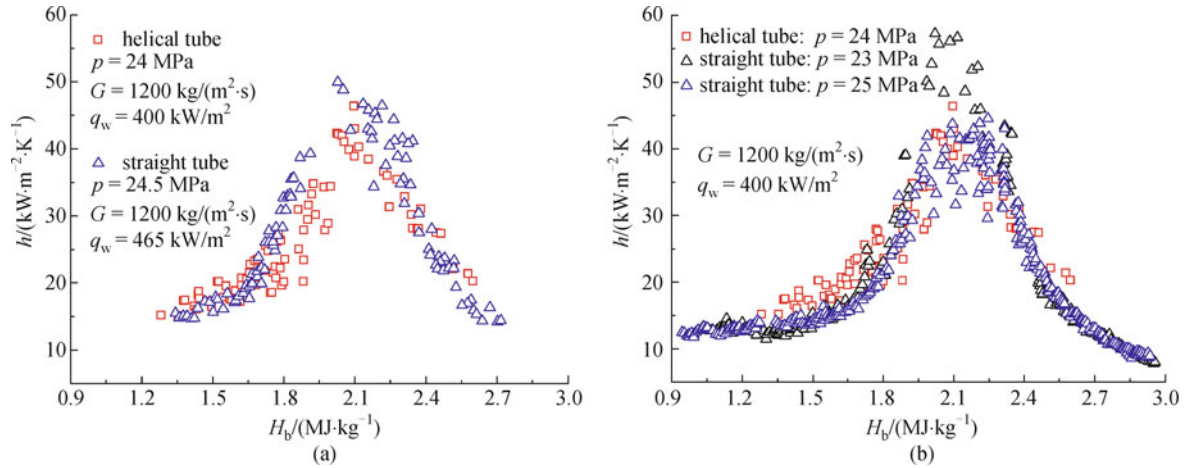 60
50
40
30
20
10
h/(kW·m⁻²·K⁻¹)
helical tube
p = 24 MPa
G = 1200 kg/(m²·s)
q_w = 400 kW/m²
straight tube
p = 24.5 MPa
G = 1200 kg/(m²·s)
q_w = 465 kW/m²
0.9 1.2 1.5 1.8 2.1 2.4 2.7 3.0
H_b/(MJ·kg⁻¹)
(a)
60
50
40
30
20
10
h/(kW·m⁻²·K⁻¹)
helical tube: p = 24 MPa
straight tube: p = 23 MPa
straight tube: p = 25 MPa
G = 1200 kg/(m²·s)
q_w = 400 kW/m²
0.9 1.2 1.5 1.8 2.1 2.4 2.7 3.0
H_b/(MJ·kg⁻¹)
(b)